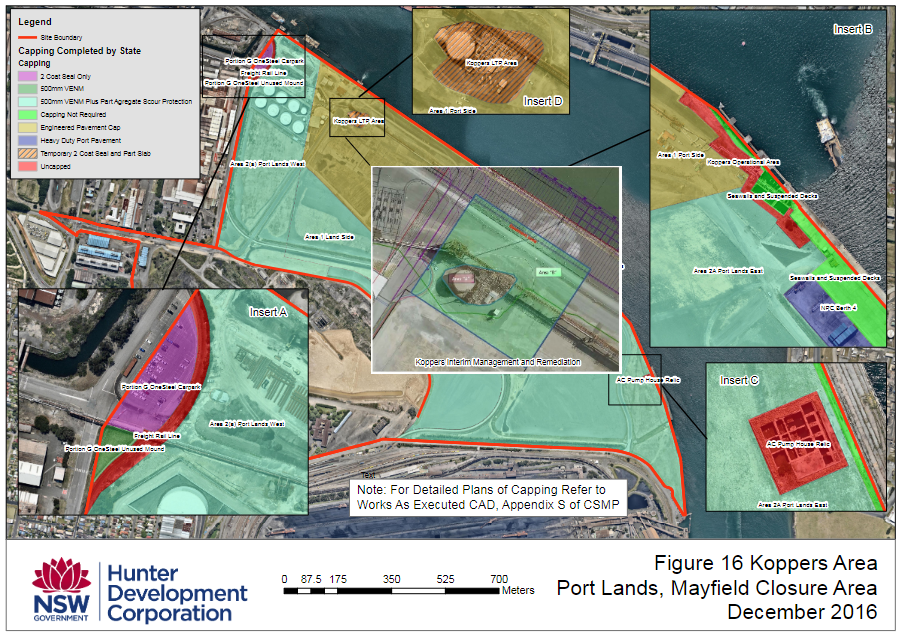 Legend
Site Boundary
Capping Completed by State
Capping
2 Coat Seal Only
500mm VENM
500mm VENM Plus Part Agregate Scour Protection
Capping Not Required
Engineered Pavement Cap
Heavy Duty Port Pavement
Temporary 2 Coat Seal and Part Slab
Uncapped
Portion G OneSteel Carpark
Freight Rail Line
Portion G OneSteel Unused Mound
Koppers LTP Area
Area 2(s) Port Lands West
Area 1 Land Side
Koppers LTP Area
Area 1 Port Side
Insert D
Insert B
Area 1 Port Side
Koppers Operational Area
Seawalls and Suspended Decks
Area 2A Port Lands East
Seawalls and Suspended Decks
NPC Berth 4
Insert A
Portion G OneSteel Carpark
Area 2(s) Port Lands West
Freight Rail Line
Portion G OneSteel Unused Mound
Koppers Interim Management and Remediation
AC Pump House Relic
Insert C
AC Pump House Relic
Area 2A Port Lands East
Text
Note: For Detailed Plans of Capping Refer to
Works As Executed CAD, Appendix S of CSMP
NSW
GOVERNMENT
Hunter
Development
Corporation
0 87.5 175 350 525 700
Meters
Figure 16 Koppers Area
Port Lands, Mayfield Closure Area
December 2016